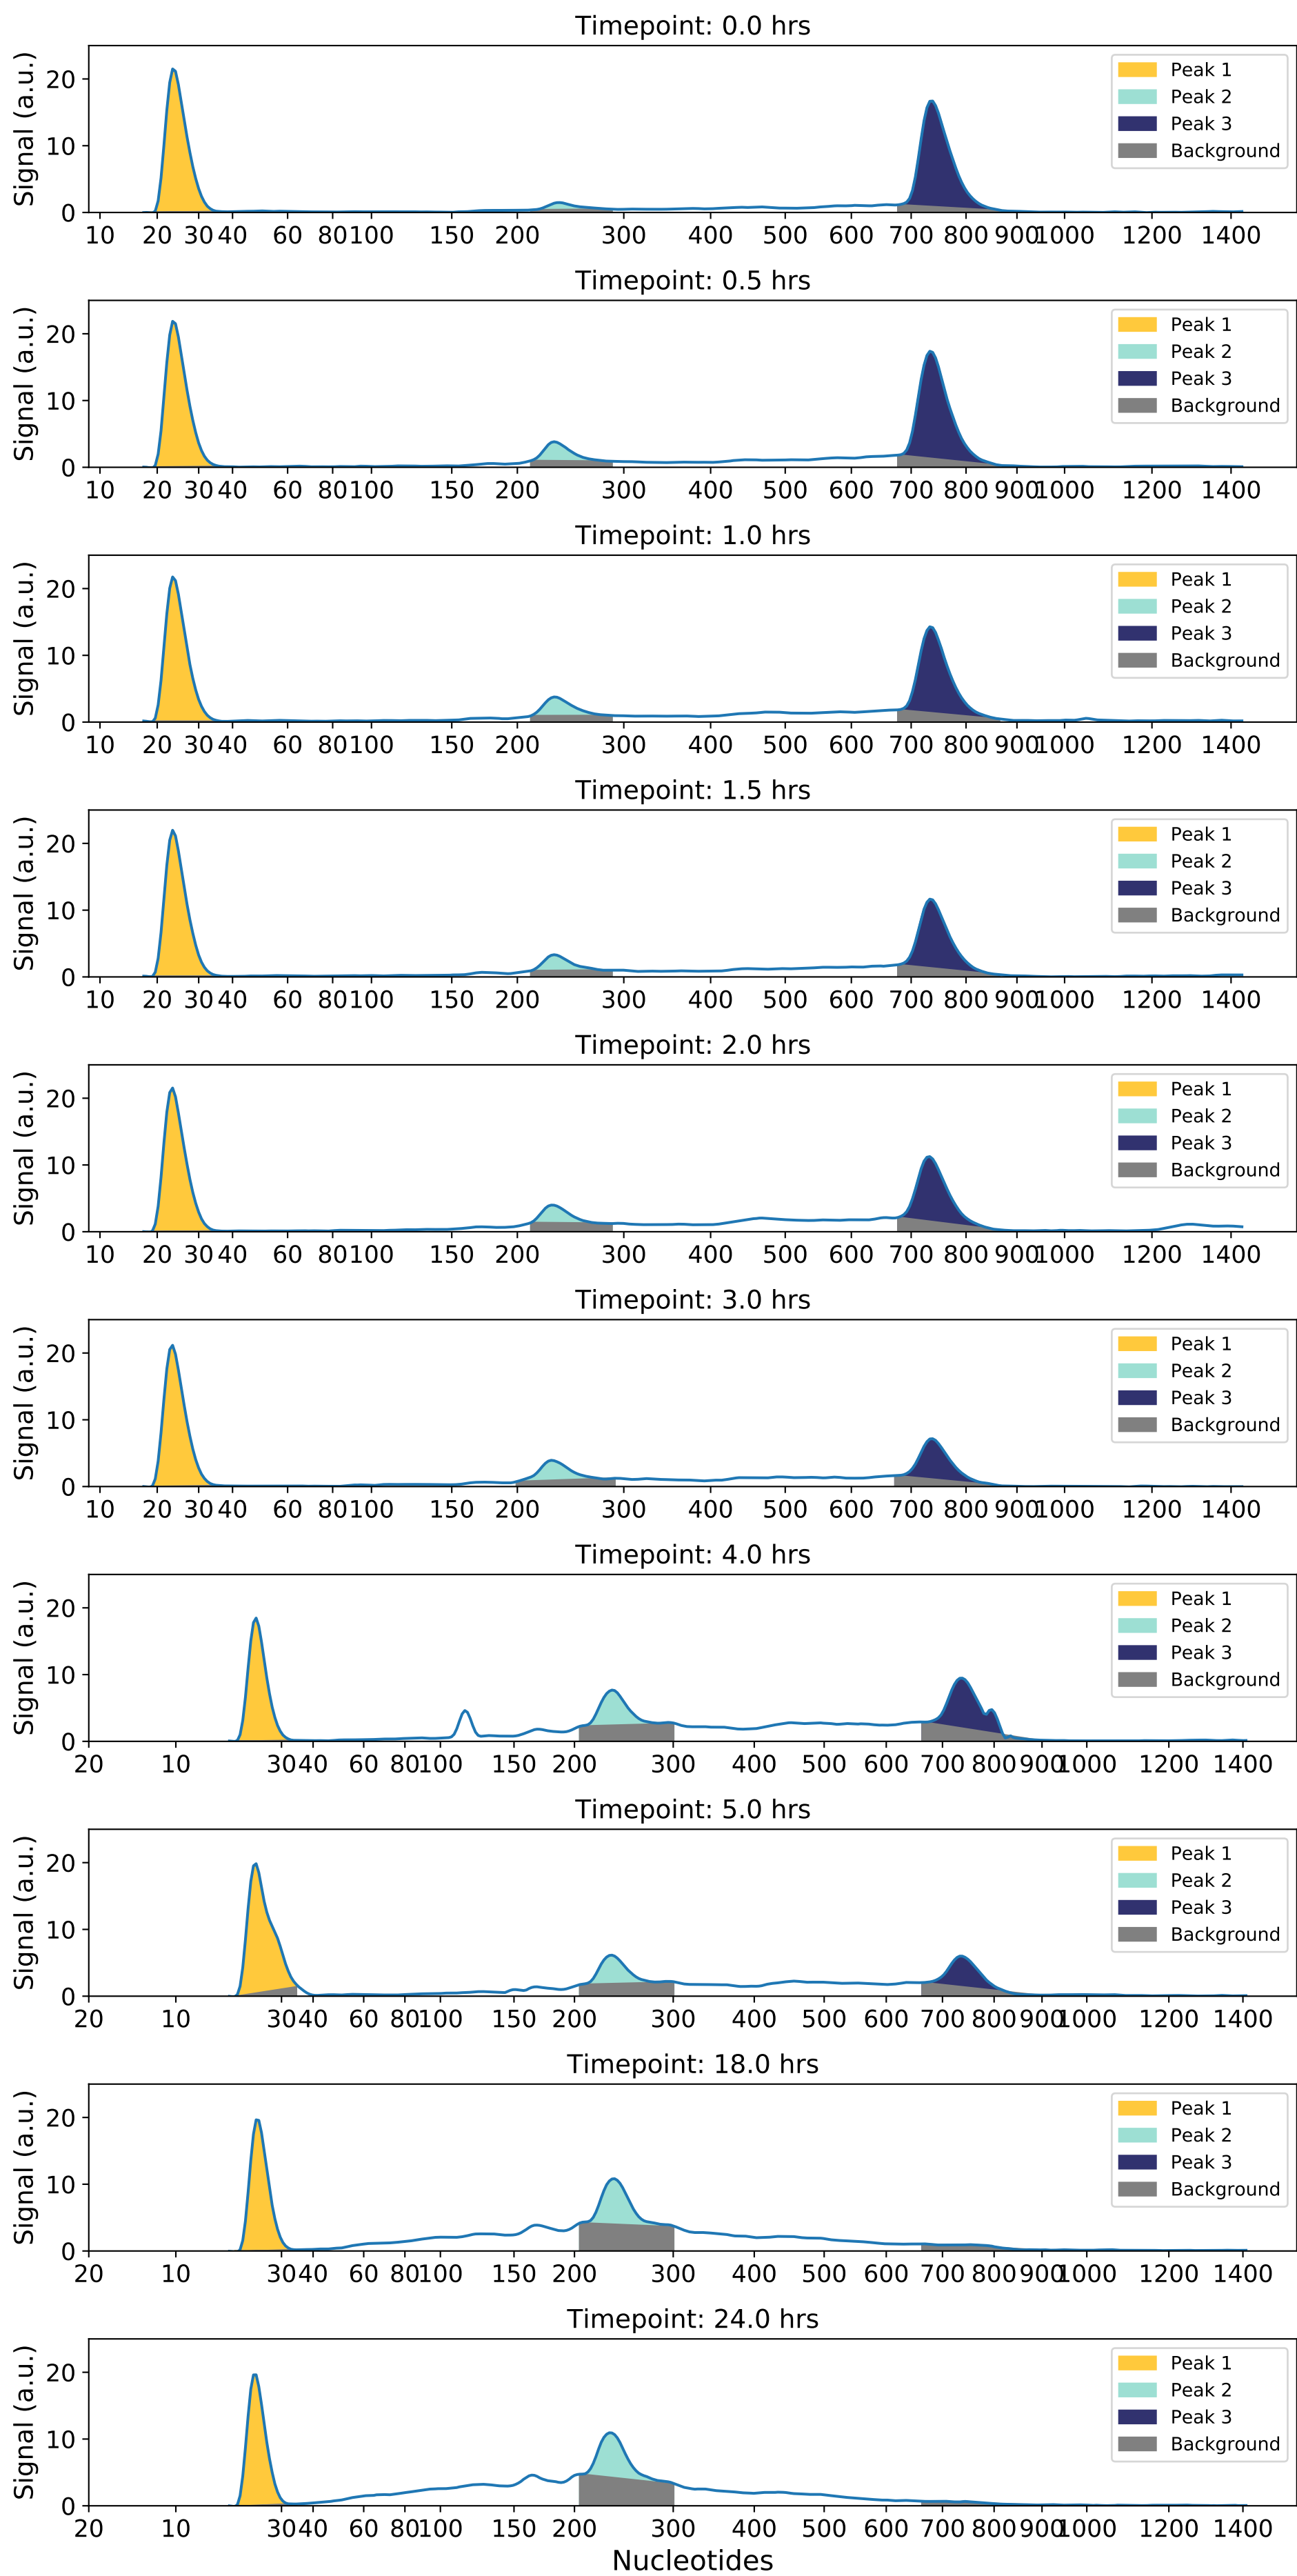 Timepoint: 0.0 hrs
Signal (a.u.)
20
10
0
Peak 1
Peak 2
Peak 3
Background
10 20 30 40 60 80 100 150 200 300 400 500 600 700 800 900 1000 1200 1400
Timepoint: 0.5 hrs
Signal (a.u.)
20
10
0
Peak 1
Peak 2
Peak 3
Background
10 20 30 40 60 80 100 150 200 300 400 500 600 700 800 900 1000 1200 1400
Timepoint: 1.0 hrs
Signal (a.u.)
20
10
0
Peak 1
Peak 2
Peak 3
Background
10 20 30 40 60 80 100 150 200 300 400 500 600 700 800 900 1000 1200 1400
Timepoint: 1.5 hrs
Signal (a.u.)
20
10
0
Peak 1
Peak 2
Peak 3
Background
10 20 30 40 60 80 100 150 200 300 400 500 600 700 800 900 1000 1200 1400
Timepoint: 2.0 hrs
Signal (a.u.)
20
10
0
Peak 1
Peak 2
Peak 3
Background
10 20 30 40 60 80 100 150 200 300 400 500 600 700 800 900 1000 1200 1400
Timepoint: 3.0 hrs
Signal (a.u.)
20
10
0
Peak 1
Peak 2
Peak 3
Background
10 20 30 40 60 80 100 150 200 300 400 500 600 700 800 900 1000 1200 1400
Timepoint: 4.0 hrs
Signal (a.u.)
20
10
0
Peak 1
Peak 2
Peak 3
Background
20 10 30 40 60 80 100 150 200 300 400 500 600 700 800 900 1000 1200 1400
Timepoint: 5.0 hrs
Signal (a.u.)
20
10
0
Peak 1
Peak 2
Peak 3
Background
20 10 30 40 60 80 100 150 200 300 400 500 600 700 800 900 1000 1200 1400
Timepoint: 18.0 hrs
Signal (a.u.)
20
10
0
Peak 1
Peak 2
Peak 3
Background
20 10 30 40 60 80 100 150 200 300 400 500 600 700 800 900 1000 1200 1400
Timepoint: 24.0 hrs
Signal (a.u.)
20
10
0
Peak 1
Peak 2
Peak 3
Background
20 10 30 40 60 80 100 150 200 300 400 500 600 700 800 900 1000 1200 1400
Nucleotides